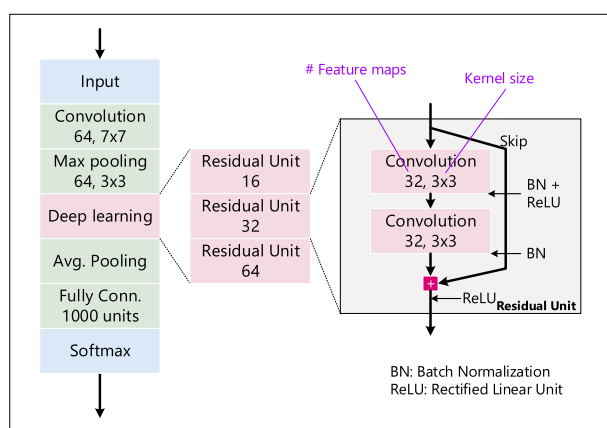 Input
Convolution
64, 7x7
Max pooling
64, 3x3
Deep learning
Avg. Pooling
Fully Conn.
1000 units
Softmax
Residual Unit
16
Residual Unit
32
Residual Unit
64
# Feature maps
Kernel size
Skip
Convolution
32, 3x3
BN +
ReLU
Convolution
32, 3x3
BN
+
ReLU
Residual Unit
BN: Batch Normalization
ReLU: Rectified Linear Unit